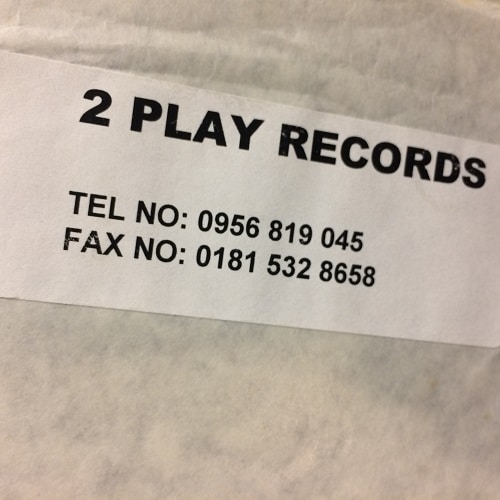 2 PLAY RECORDS
TEL NO: 0956 819 045
FAX NO: 0181 532 8658